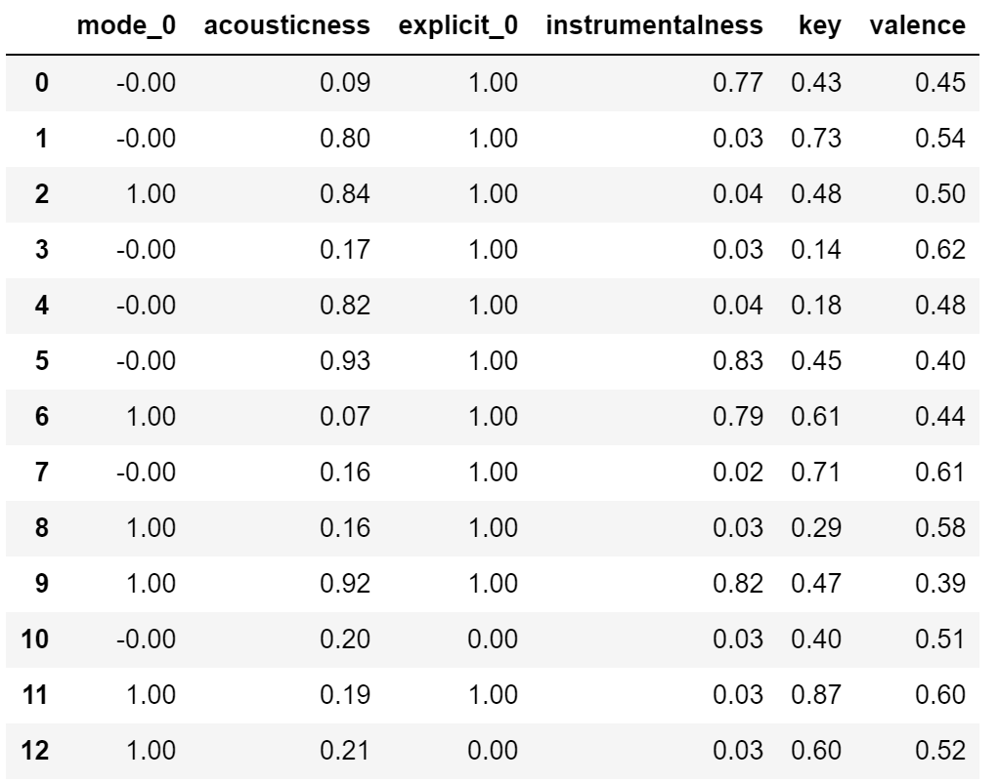 mode_0 acousticness explicit_0 instrumentalness key valence
0 -0.00 0.09 1.00 0.77 0.43 0.45
1 -0.00 0.80 1.00 0.03 0.73 0.54
2 1.00 0.84 1.00 0.04 0.48 0.50
3 -0.00 0.17 1.00 0.03 0.14 0.62
4 -0.00 0.82 1.00 0.04 0.18 0.48
5 -0.00 0.93 1.00 0.83 0.45 0.40
6 1.00 0.07 1.00 0.79 0.61 0.44
7 -0.00 0.16 1.00 0.02 0.71 0.61
8 1.00 0.16 1.00 0.03 0.29 0.58
9 1.00 0.92 1.00 0.82 0.47 0.39
10 -0.00 0.20 0.00 0.03 0.40 0.51
11 1.00 0.19 1.00 0.03 0.87 0.60
12 1.00 0.21 0.00 0.03 0.60 0.52